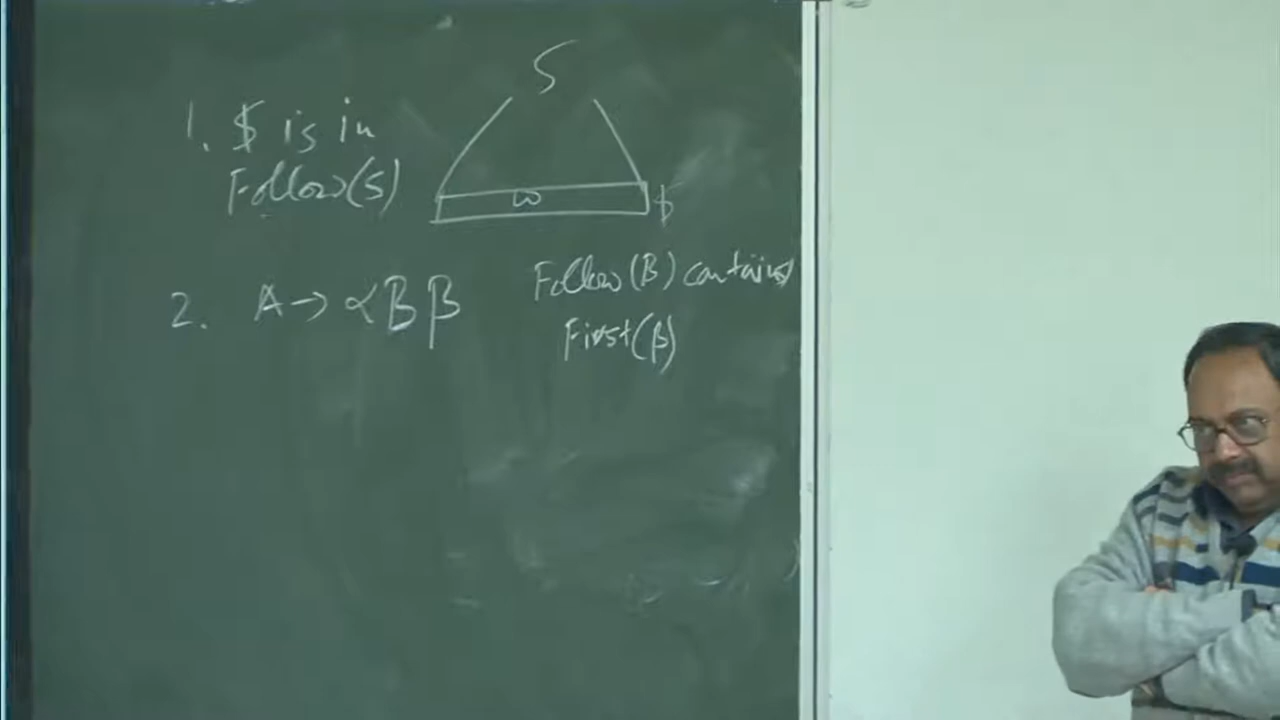 S
1. $ is in
Follow(S)
ω $
2. A → αBβ
Follow(B) contains
First(β)